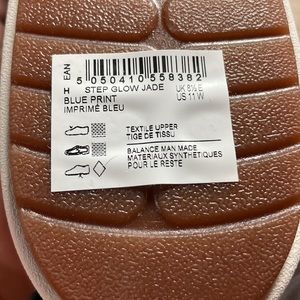 EAN
5 050410 558382
H STEP GLOW JADE UK 8½ E
BLUE PRINT US 11 W
IMPRIMÉ BLEU
TEXTILE UPPER
TIGE DE TISSU
BALANCE MAN MADE
MATERIAUX SYNTHÉTIQUES
POUR LE RESTE